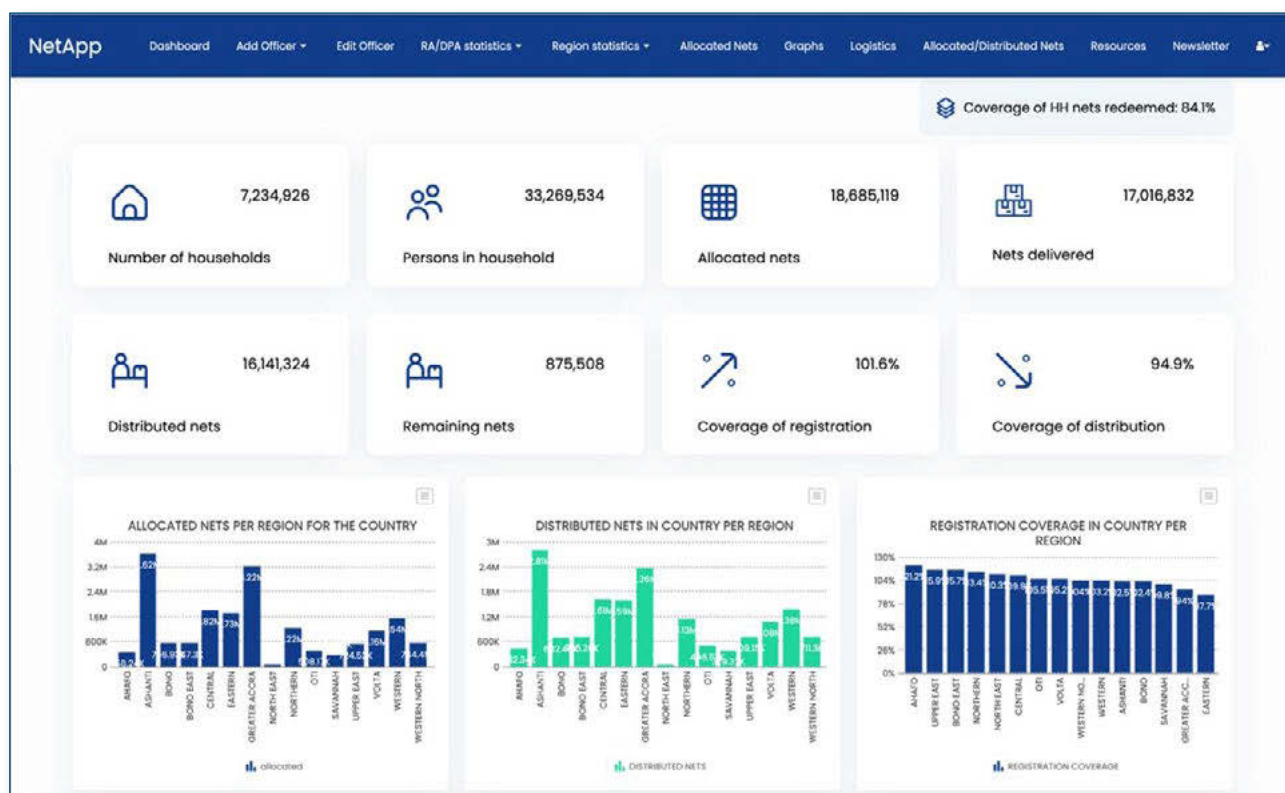 NetApp Dashboard Add Officer Edit Officer RA/DPA statistics Region statistics Allocated Nets Graphs Logistics Allocated/Distributed Nets Resources Newsletter
Coverage of HH nets redeemed: 84.1%
7,234,926
Number of households
33,269,534
Persons in household
18,685,119
Allocated nets
17,016,832
Nets delivered
16,141,324
Distributed nets
875,508
Remaining nets
101.6%
Coverage of registration
94.9%
Coverage of distribution
ALLOCATED NETS PER REGION FOR THE COUNTRY
4M
3.2M
2.4M
1.6M
800K
0
AHAFO
ASHANTI
BONO
BONO EAST
CENTRAL
EASTERN
GREATER ACCRA
NORTH EAST
NORTHERN
OTI
SAVANNAH
UPPER EAST
VOLTA
WESTERN
WESTERN NORTH
allocated
DISTRIBUTED NETS IN COUNTRY PER REGION
3M
2.4M
1.8M
1.2M
600K
0
AHAFO
ASHANTI
BONO
BONO EAST
CENTRAL
EASTERN
GREATER ACCRA
NORTH EAST
NORTHERN
OTI
SAVANNAH
UPPER EAST
VOLTA
WESTERN
WESTERN NORTH
DISTRIBUTED NETS
REGISTRATION COVERAGE IN COUNTRY PER
REGION
130%
104%
78%
52%
26%
0%
AHAFO
UPPER EAST
BONO EAST
NORTHERN
NORTH EAST
CENTRAL
OTI
VOLTA
WESTERN NO...
WESTERN
ASHANTI
BONO
SAVANNAH
GREATER ACC...
EASTERN
REGISTRATION COVERAGE